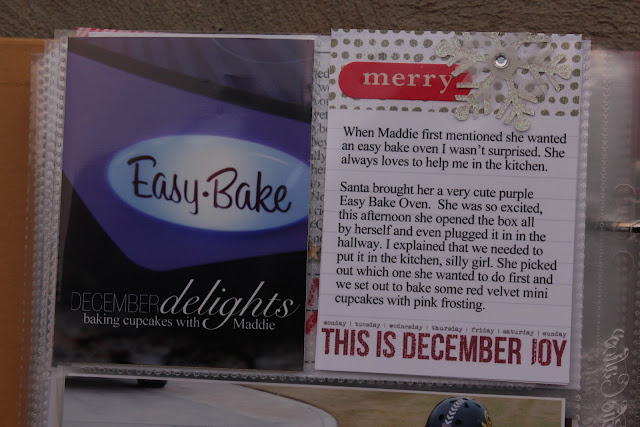 Easy-Bake
DECEMBER delights
baking cupcakes with Maddie
merry
When Maddie first mentioned she wanted
an easy bake oven I wasn't surprised. She
always loves to help me in the kitchen.
Santa brought her a very cute purple
Easy Bake Oven. She was so excited,
this afternoon she opened the box all
by herself and even plugged it in in the
hallway. I explained that we needed to
put it in the kitchen, silly girl. She picked
out which one she wanted to do first and
we set out to bake some red velvet mini
cupcakes with pink frosting.
monday | tuesday | wednesday | thursday | friday | saturday | sunday
THIS IS DECEMBER JOY